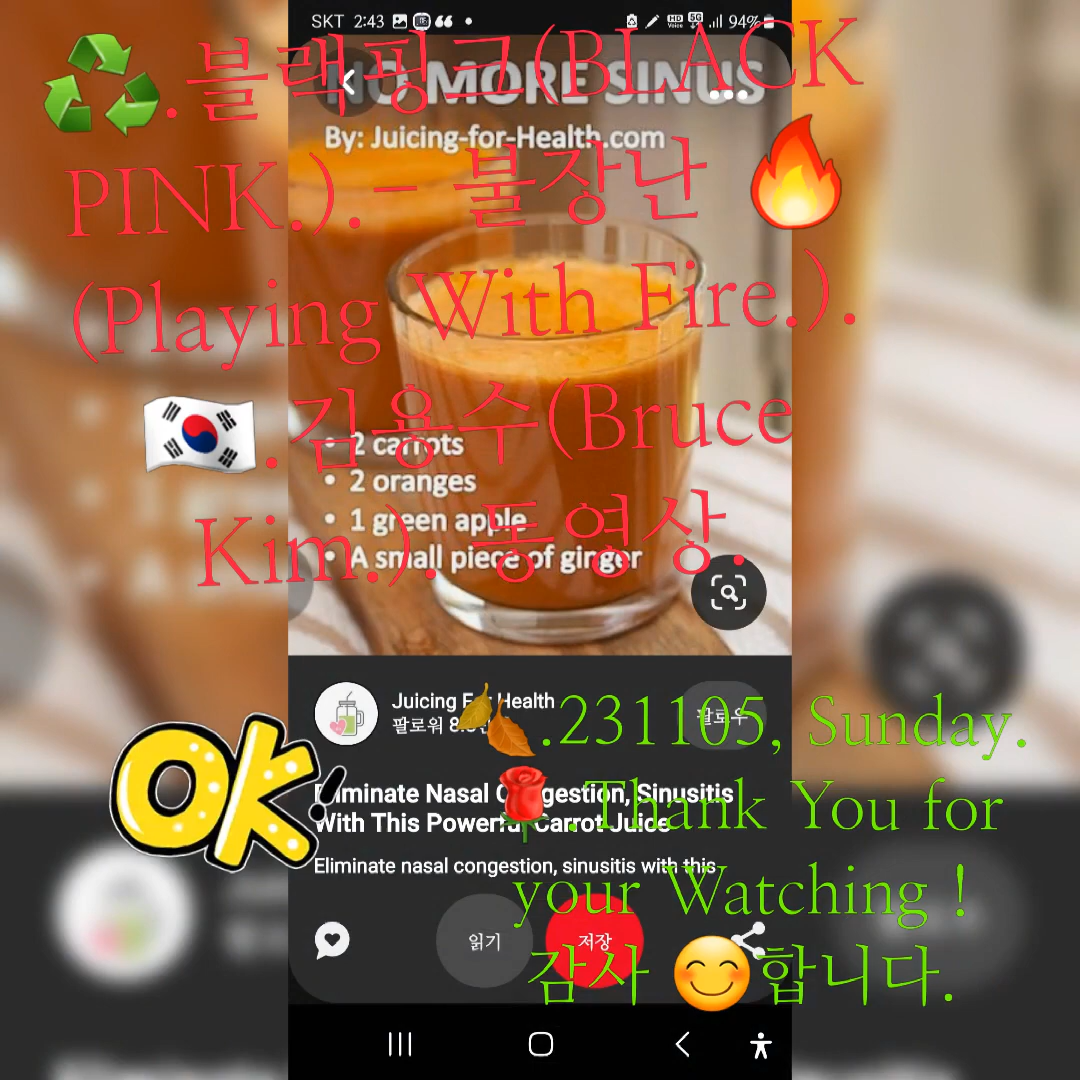 SKT 2:43
94%
NO MORE SINUS
By: Juicing-for-Health.com
.블랙핑크(BLACK
PINK.). - 불장난
(Playing With Fire.).
.김용수(Bruce
Kim.). 동영상.
• 2 carrots
• 2 oranges
• 1 green apple
• A small piece of ginger
Juicing For Health
팔로워
팔로우
.231105, Sunday.
OK!
Eliminate Nasal Congestion, Sinusitis
With This Powerful Carrot Juice
.Thank You for
Eliminate nasal congestion, sinusitis with this
your Watching !
읽기
저장
감사 합니다.